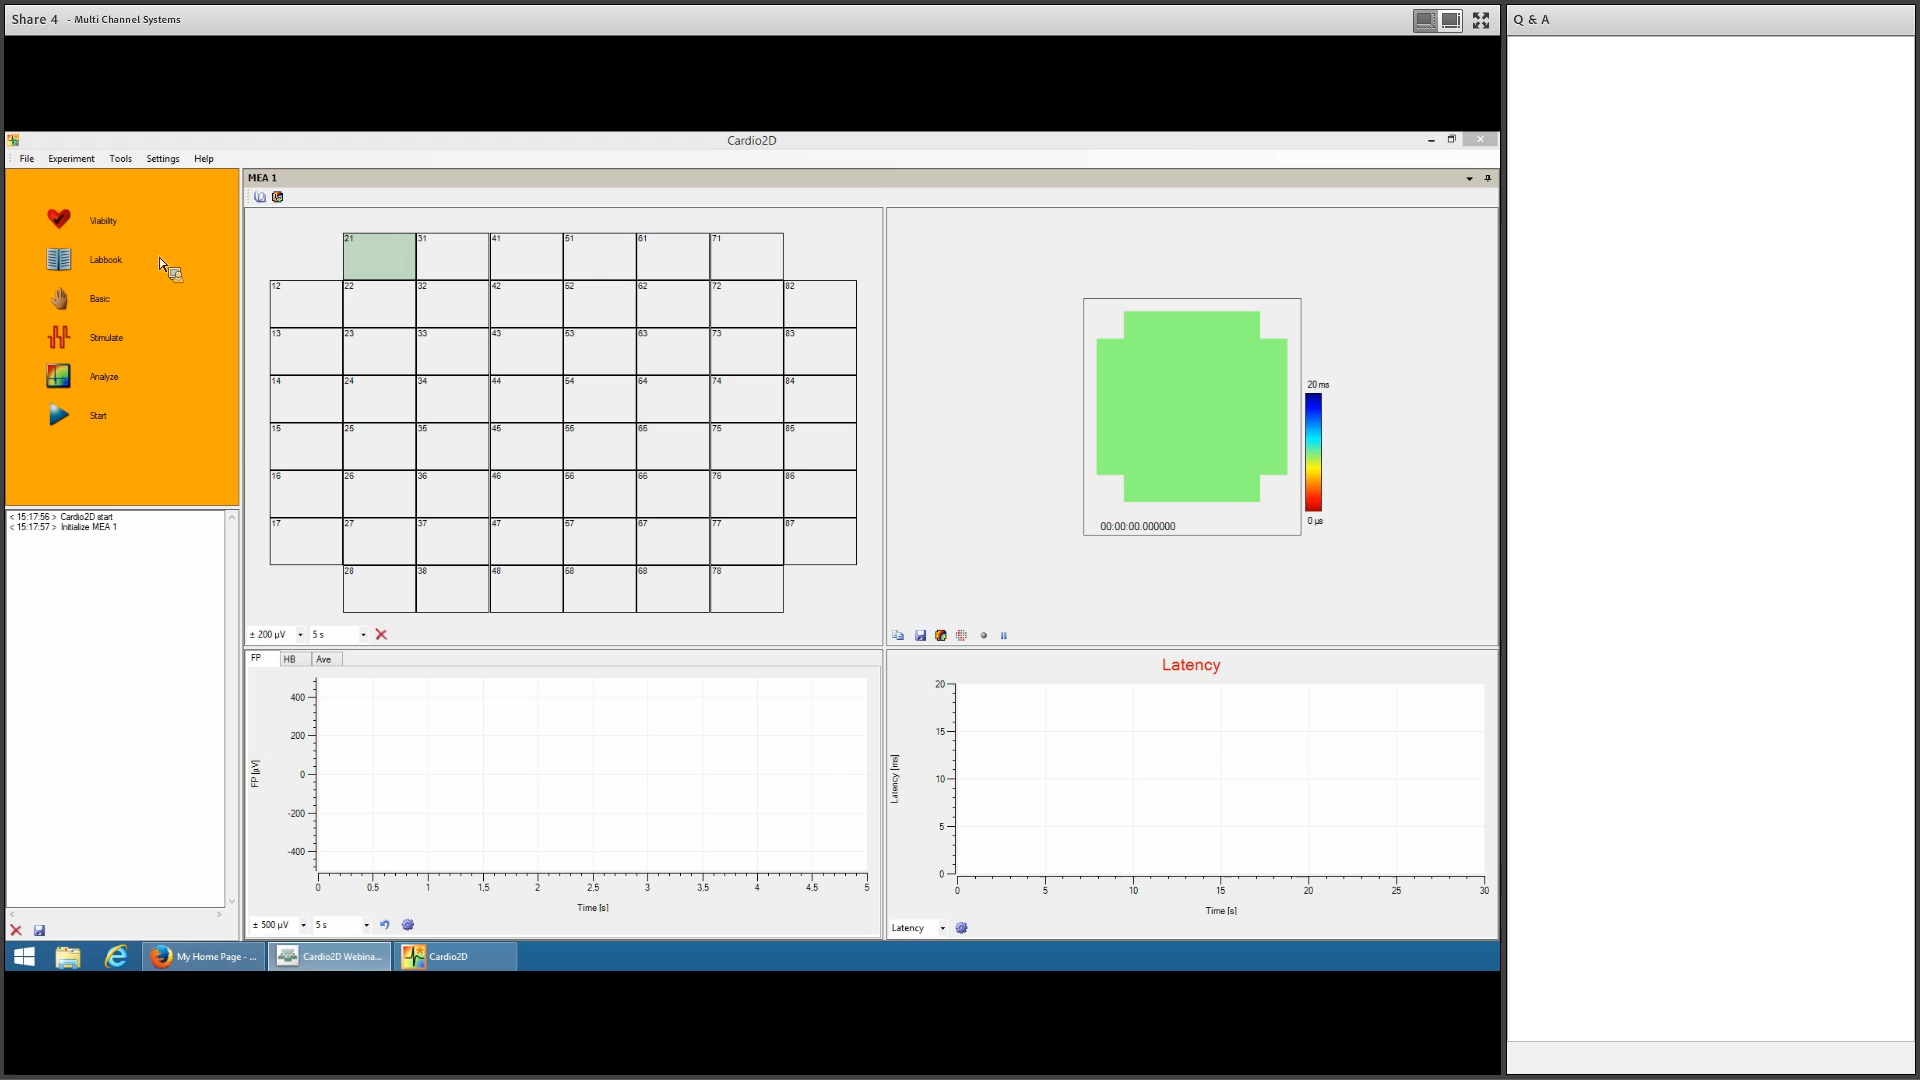 Share 4 - Multi Channel Systems
Q & A
Cardio2D
File Experiment Tools Settings Help
MEA 1
Viability
Labbook
Basic
Stimulate
Analyze
Start
< 15:17:56 > Cardio2D start
< 15:17:57 > Initialize MEA 1
21 31 41 51 61 71
12 22 32 42 52 62 72 82
13 23 33 43 53 63 73 83
14 24 34 44 54 64 74 84
15 25 35 45 55 65 75 85
16 26 36 46 56 66 76 86
17 27 37 47 57 67 77 87
28 38 48 58 68 78
± 200 µV 5 s
20 ms
0 µs
00:00:00.000000
FP HB Ave
400
200
0
-200
-400
FP [µV]
0 0,5 1 1,5 2 2,5 3 3,5 4 4,5 5
Time [s]
± 500 µV 5 s
Latency
20
15
10
5
0
Latency [ms]
0 5 10 15 20 25 30
Time [s]
Latency
My Home Page - ... Cardio2D Webina... Cardio2D